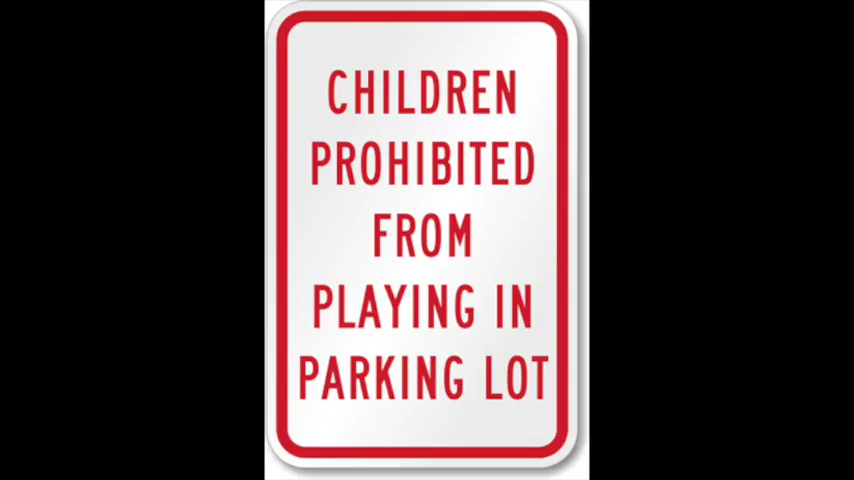 CHILDREN
PROHIBITED
FROM
PLAYING IN
PARKING LOT